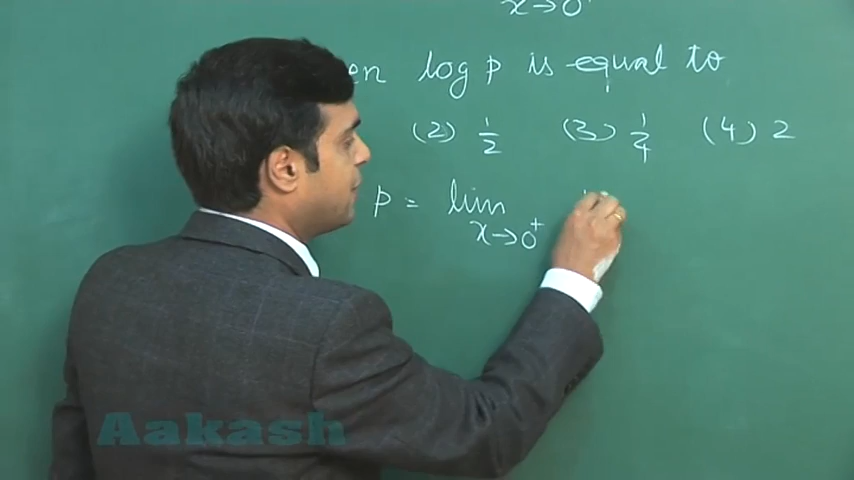 x→0⁺
en log p is equal to
(2) 1/2 (3) 1/4 (4) 2
p = lim
x→0⁺
Aakash